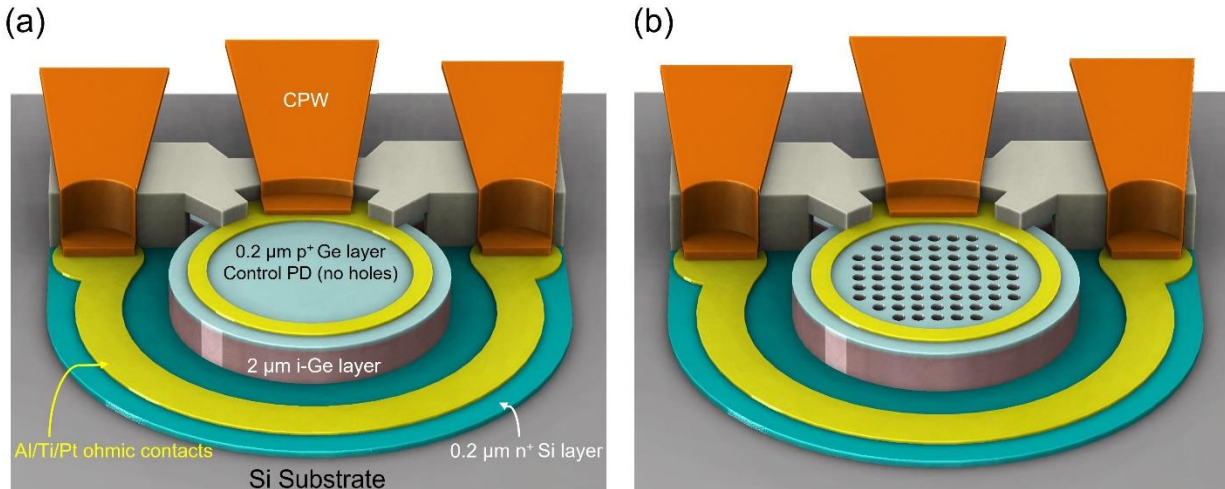 (a)
(b)
CPW
0.2 μm p⁺ Ge layer
Control PD (no holes)
2 μm i-Ge layer
Al/Ti/Pt ohmic contacts
0.2 μm n⁺ Si layer
Si Substrate